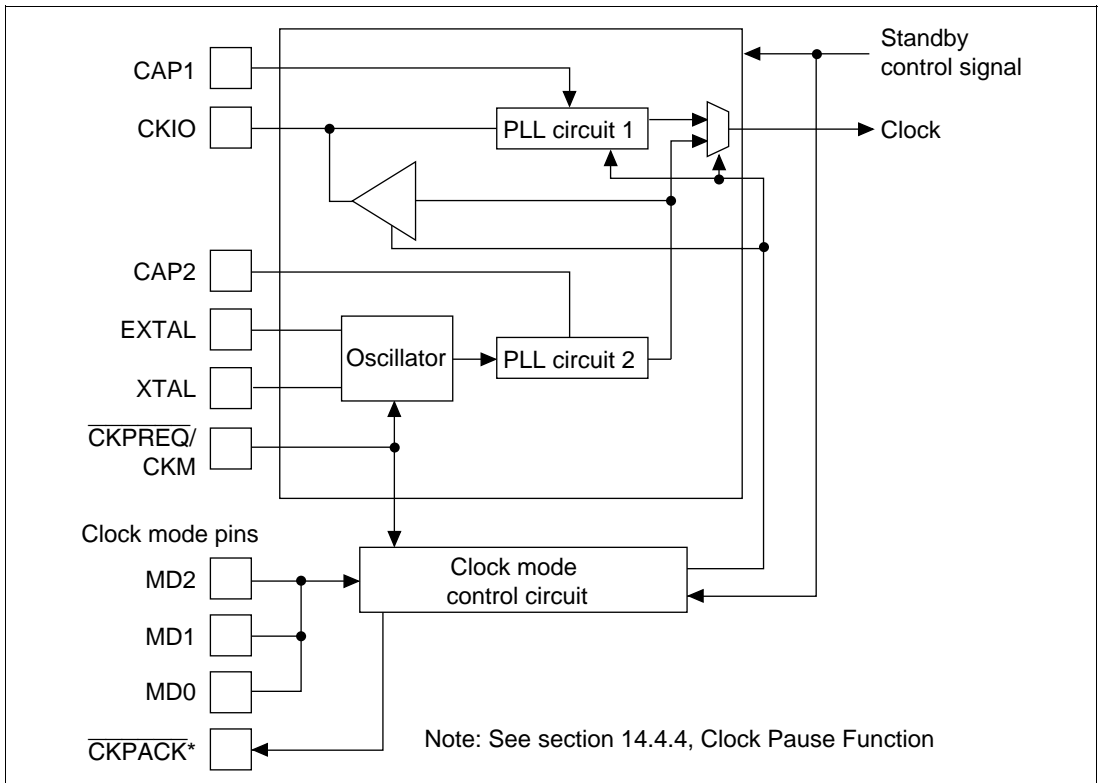 Standby
control signal
CAP1
CKIO
PLL circuit 1
Clock
CAP2
EXTAL
Oscillator
PLL circuit 2
XTAL
CKPREQ/
CKM
Clock mode pins
MD2
Clock mode
control circuit
MD1
MD0
CKPACK*
Note: See section 14.4.4, Clock Pause Function